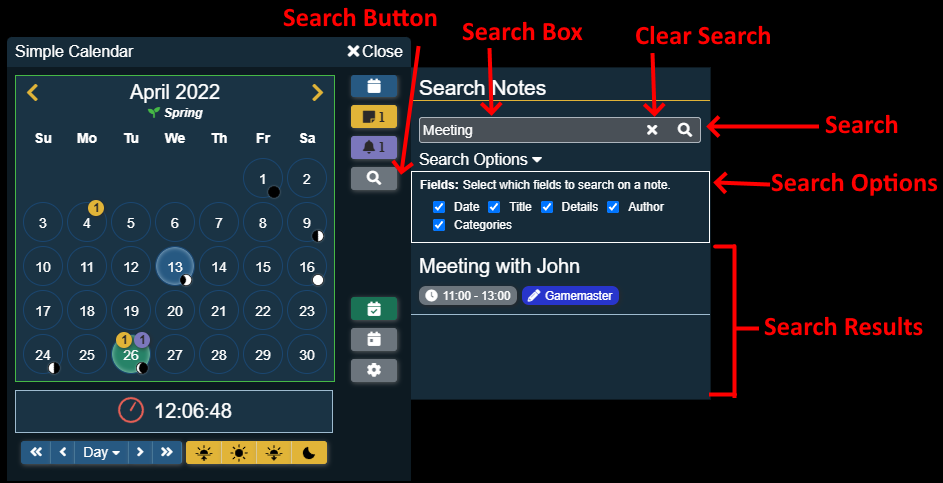 Search Button
Search Box
Clear Search
Simple Calendar
Close
April 2022
Spring
Su Mo Tu We Th Fr Sa
1 2
1
3 4 5 6 7 8 9
10 11 12 13 14 15 16
17 18 19 20 21 22 23
1 1
24 25 26 27 28 29 30
12:06:48
Day
1
1
Search Notes
Meeting
Search
Search Options
Fields: Select which fields to search on a note.
Date Title Details Author
Categories
Search Options
Meeting with John
11:00 - 13:00 Gamemaster
Search Results